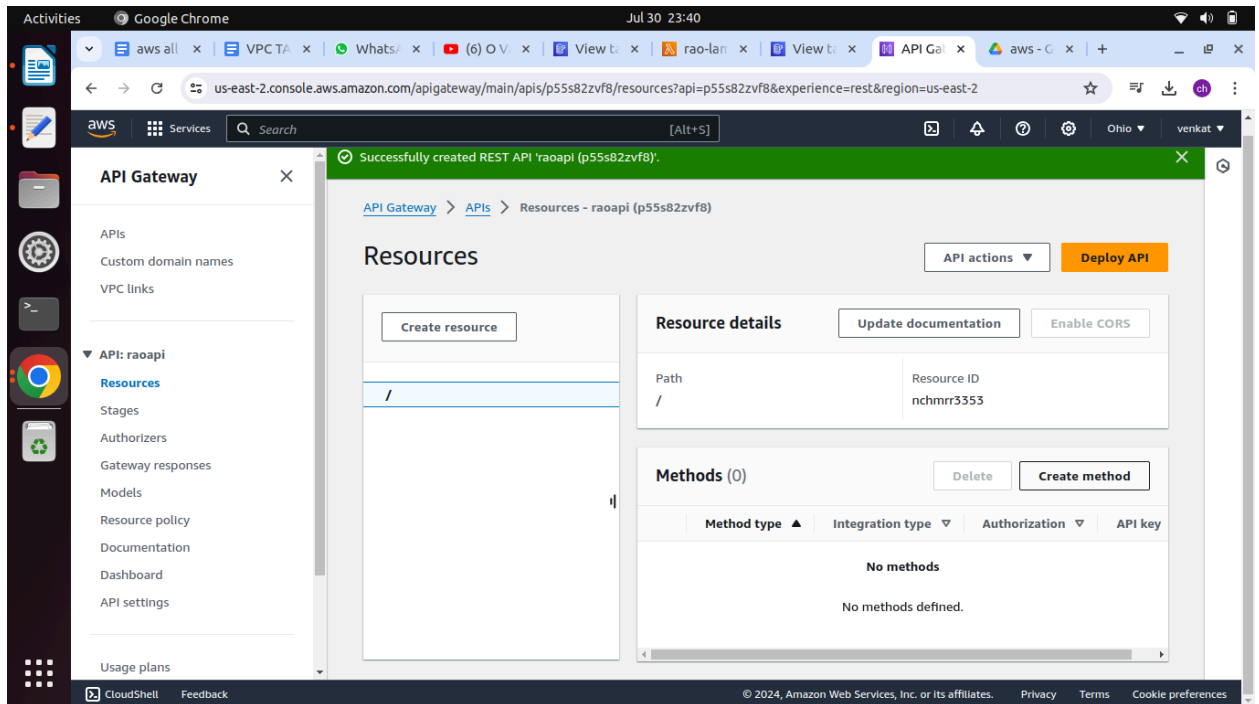 Activities
Google Chrome
Jul 30 23:40
aws all
VPC TA
Whats
(6) O V
View ta
rao-lam
View ta
API Gat
aws - G
us-east-2.console.aws.amazon.com/apigateway/main/apis/p55s82zvf8/resources?api=p55s82zvf8&experience=rest&region=us-east-2
ch
aws
Services
Search
[Alt+S]
Ohio ▼
venkat ▼
API Gateway
APIs
Custom domain names
VPC links
▼ API: raoapi
Resources
Stages
Authorizers
Gateway responses
Models
Resource policy
Documentation
Dashboard
API settings
Usage plans
Successfully created REST API 'raoapi (p55s82zvf8)'.
API Gateway > APIs > Resources - raoapi (p55s82zvf8)
Resources
API actions ▼
Deploy API
Create resource
/
Resource details
Update documentation
Enable CORS
Path
/
Resource ID
nchmrr3353
Methods (0)
Delete
Create method
Method type ▲
Integration type ▽
Authorization ▽
API key
No methods
No methods defined.
CloudShell
Feedback
© 2024, Amazon Web Services, Inc. or its affiliates.
Privacy
Terms
Cookie preferences